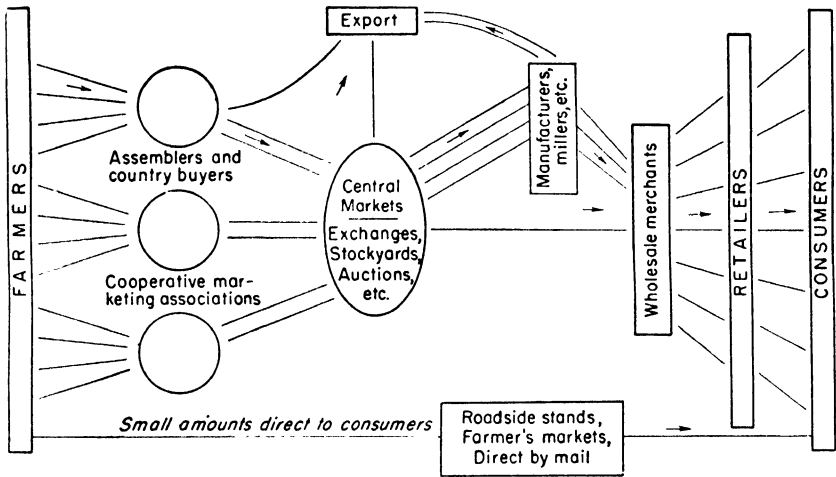 FARMERS
Assemblers and
country buyers
Cooperative mar-
keting associations
Export
Central
Markets
Exchanges,
Stockyards,
Auctions,
etc.
Manufacturers,
millers, etc.
Wholesale merchants
RETAILERS
CONSUMERS
Small amounts direct to consumers
Roadside stands,
Farmer's markets,
Direct by mail